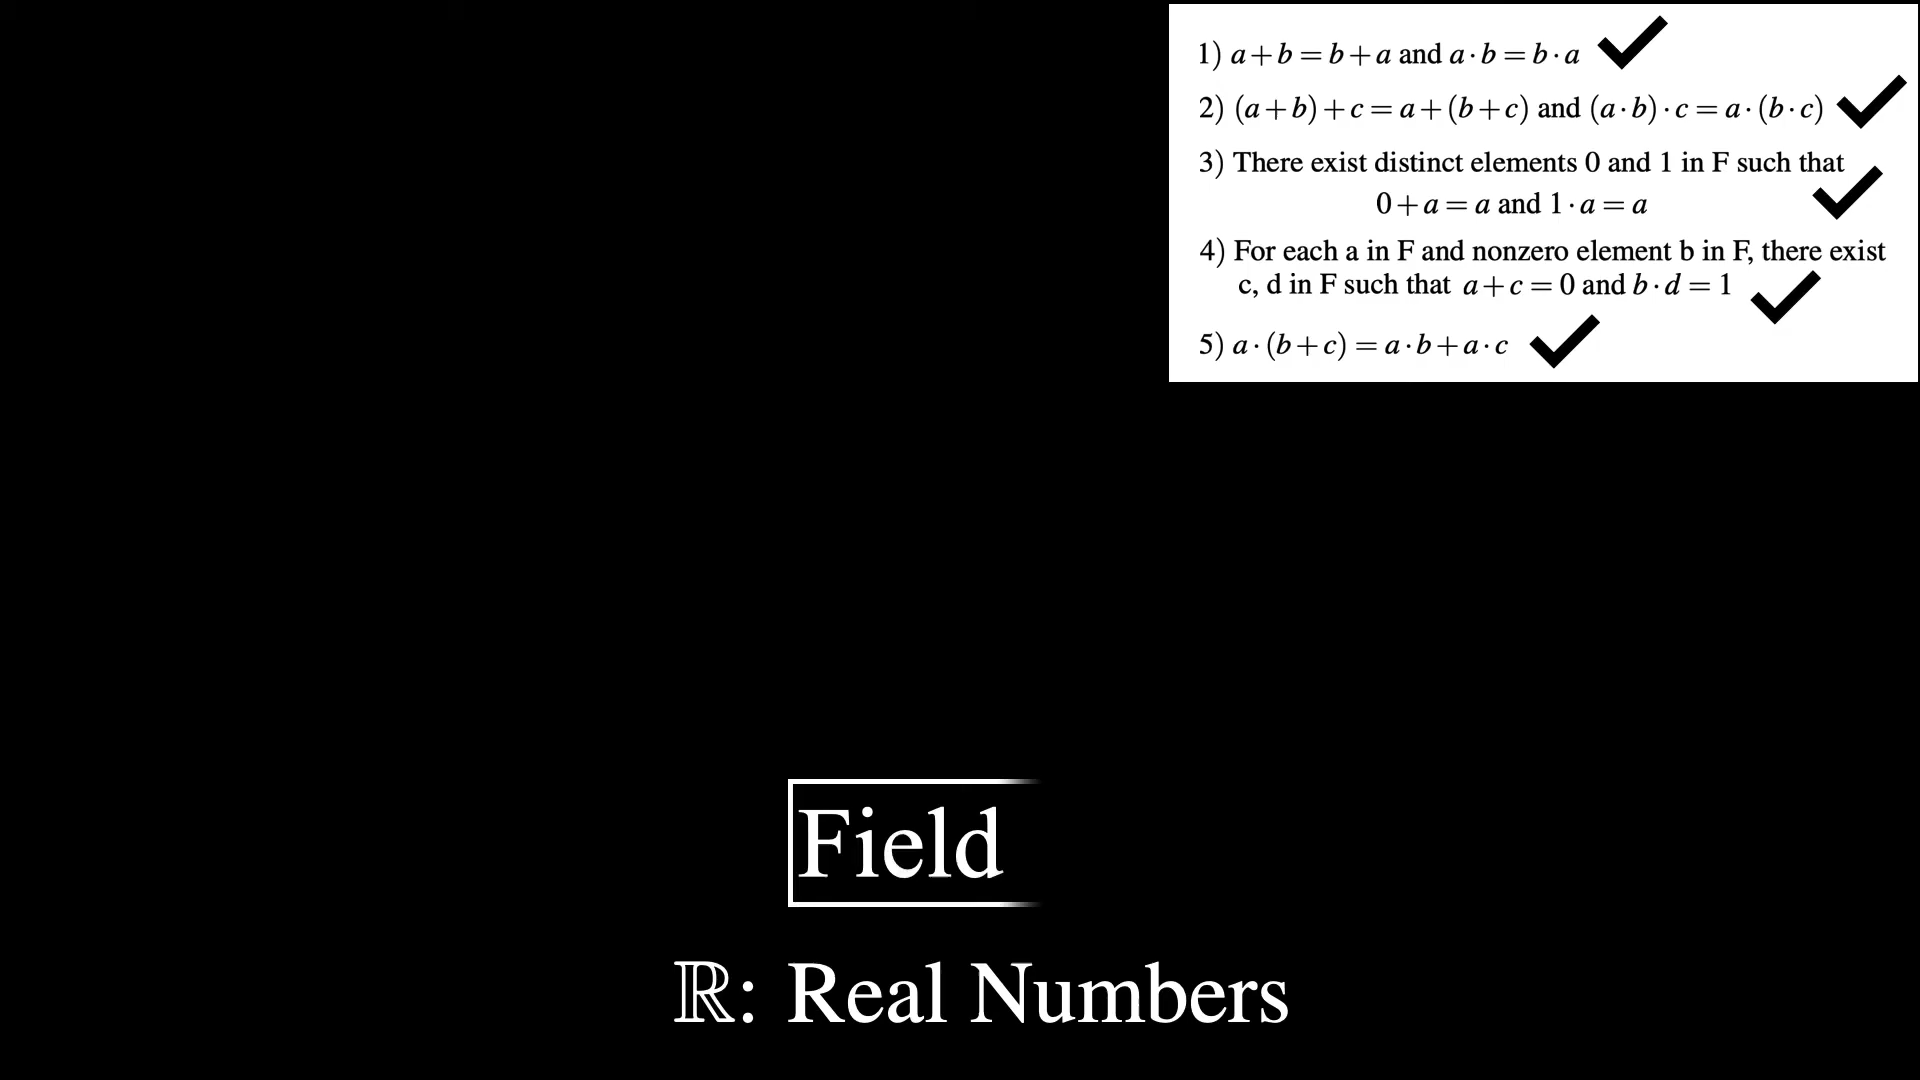 1) a + b = b + a and a · b = b · a
2) (a + b) + c = a + (b + c) and (a · b) · c = a · (b · c)
3) There exist distinct elements 0 and 1 in F such that
0 + a = a and 1 · a = a
4) For each a in F and nonzero element b in F, there exist
c, d in F such that a + c = 0 and b · d = 1
5) a · (b + c) = a · b + a · c
Field
ℝ: Real Numbers